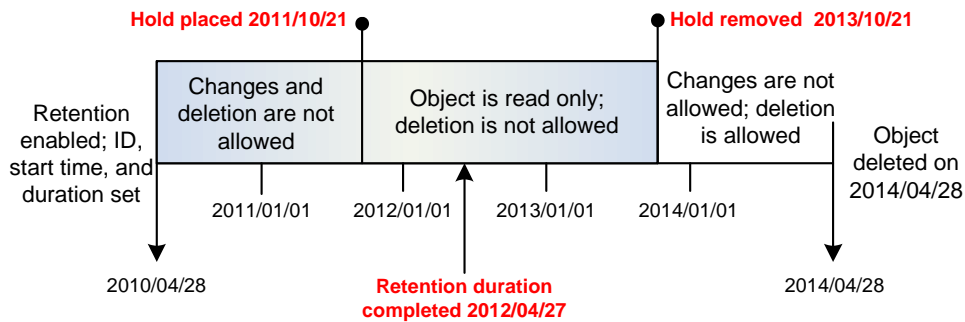 Hold placed 2011/10/21
Hold removed  2013/10/21
Retention
enabled; ID,
start time, and
duration set
Changes and
deletion are not
allowed
Object is read only;
deletion is not allowed
Changes are not
allowed; deletion
is allowed
Object
deleted on
2014/04/28
2011/01/01
2012/01/01
2013/01/01
2014/01/01
2010/04/28
Retention duration
completed 2012/04/27
2014/04/28